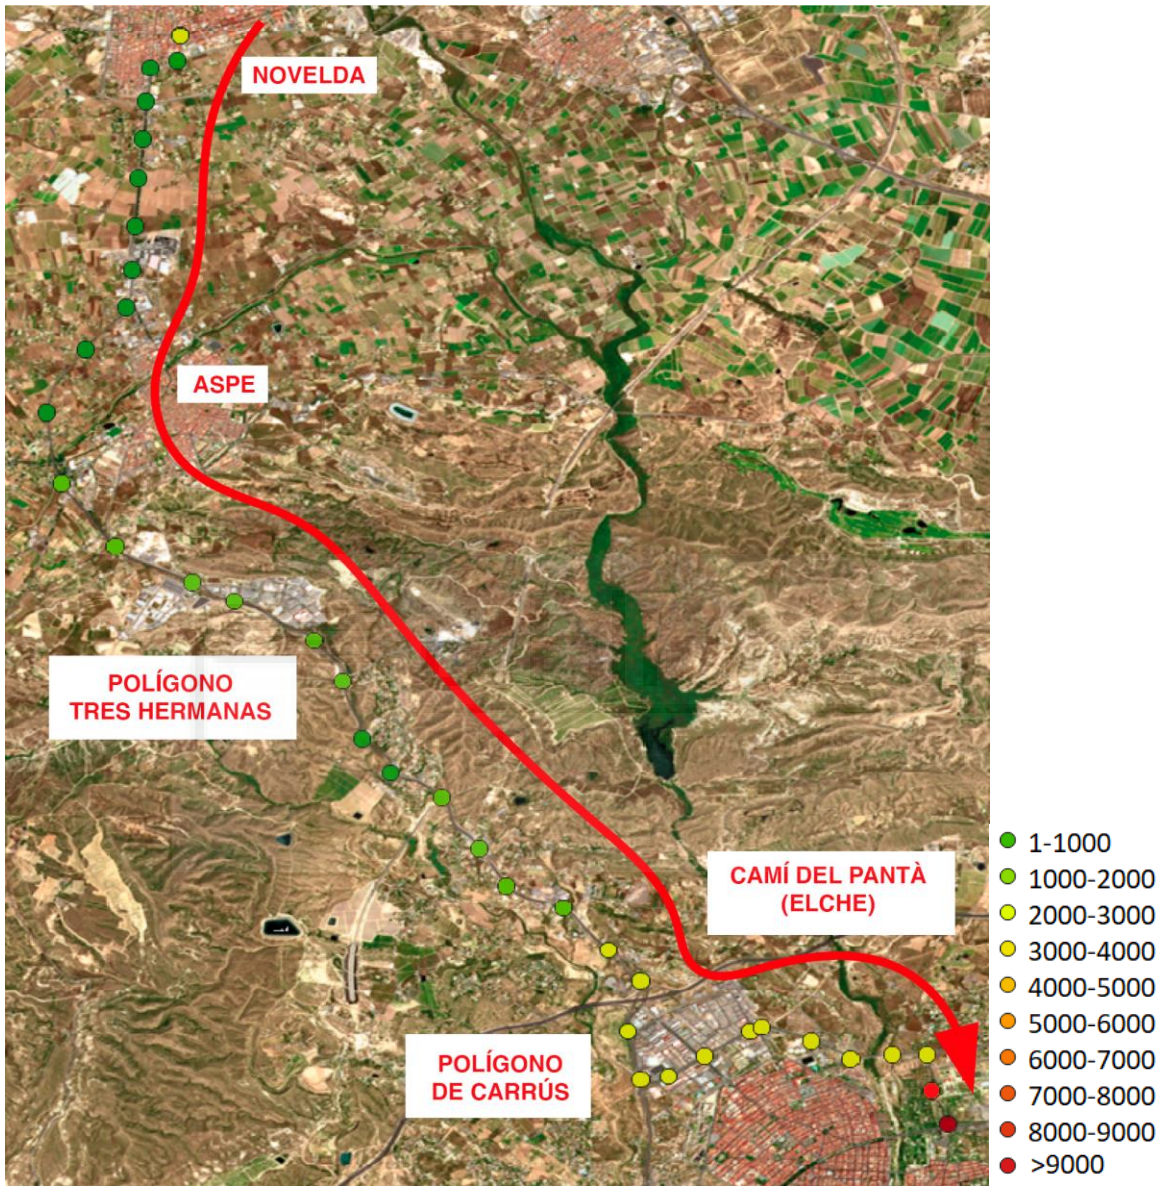 NOVELDA
ASPE
POLÍGONO
TRES HERMANAS
CAMÍ DEL PANTÀ
(ELCHE)
POLÍGONO
DE CARRÚS
1-1000
1000-2000
2000-3000
3000-4000
4000-5000
5000-6000
6000-7000
7000-8000
8000-9000
>9000